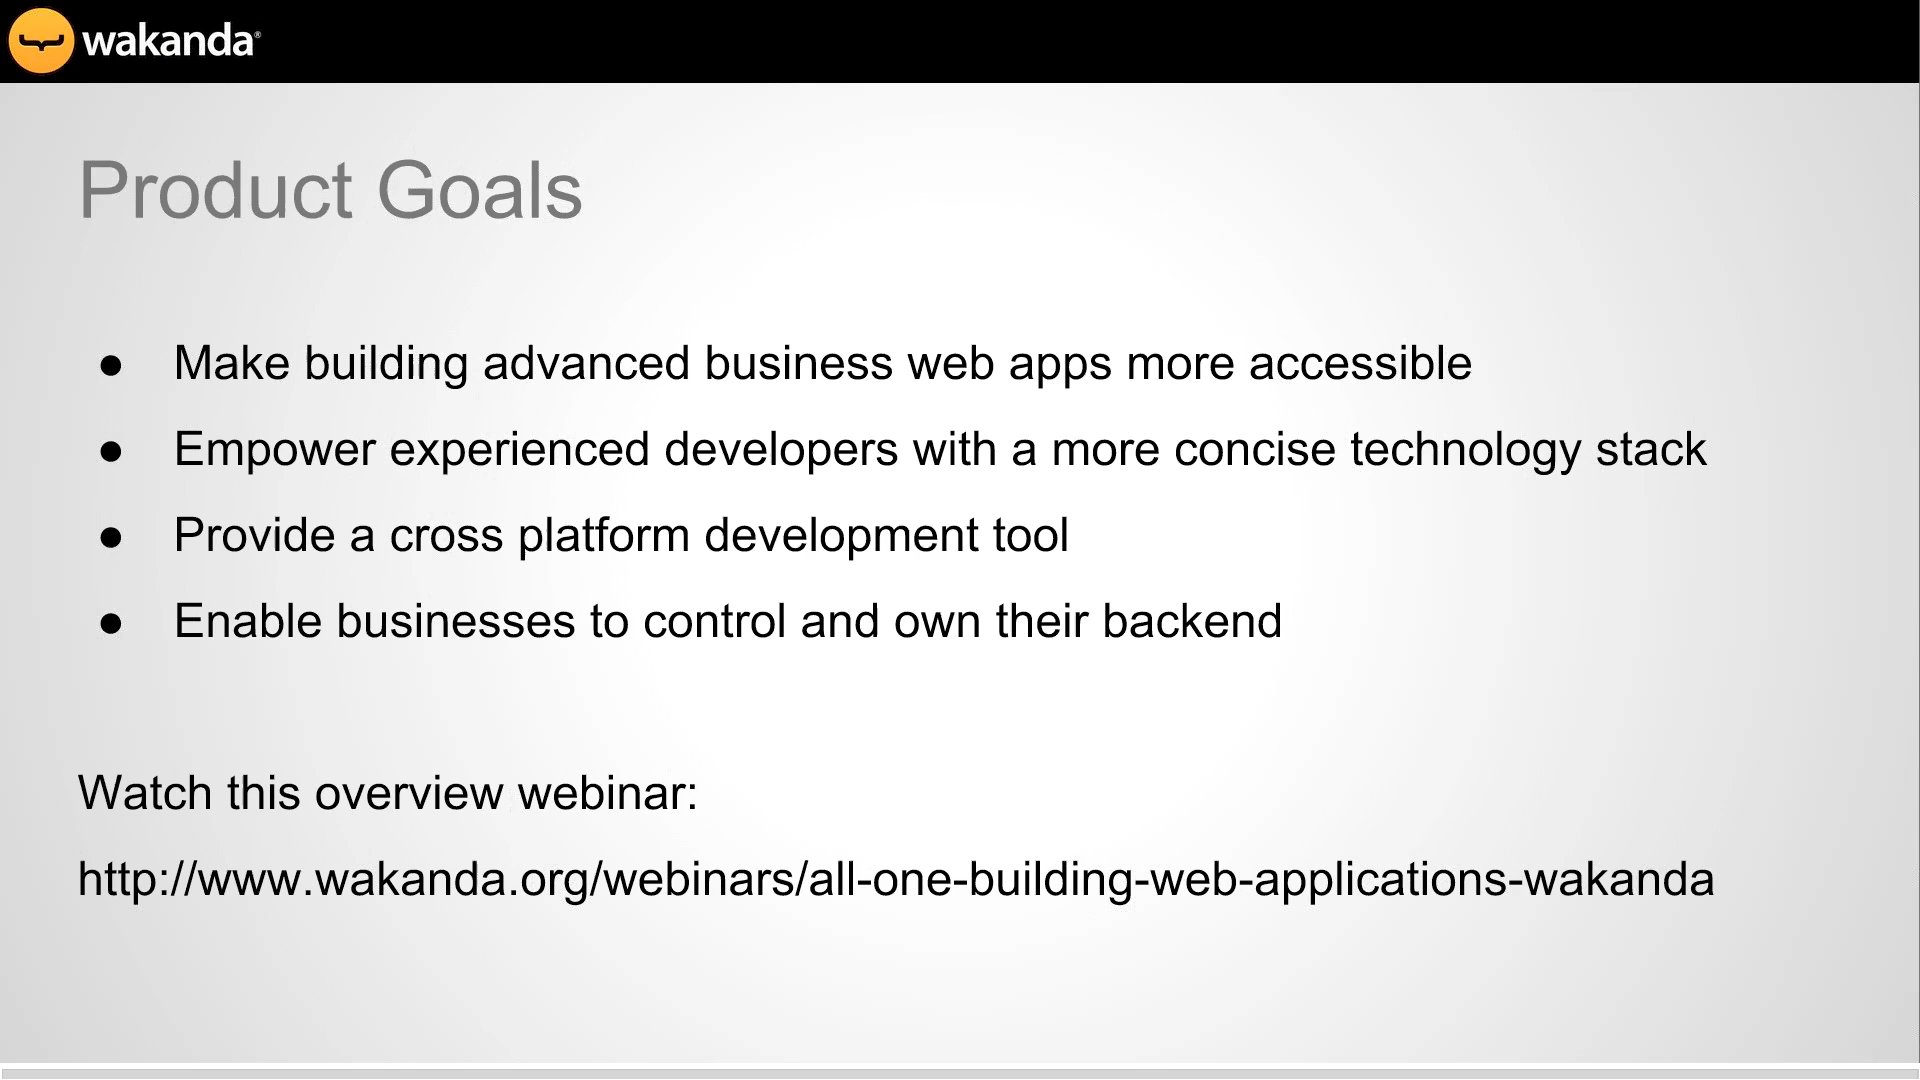 wakanda®
Product Goals
● Make building advanced business web apps more accessible
● Empower experienced developers with a more concise technology stack
● Provide a cross platform development tool
● Enable businesses to control and own their backend
Watch this overview webinar:
http://www.wakanda.org/webinars/all-one-building-web-applications-wakanda